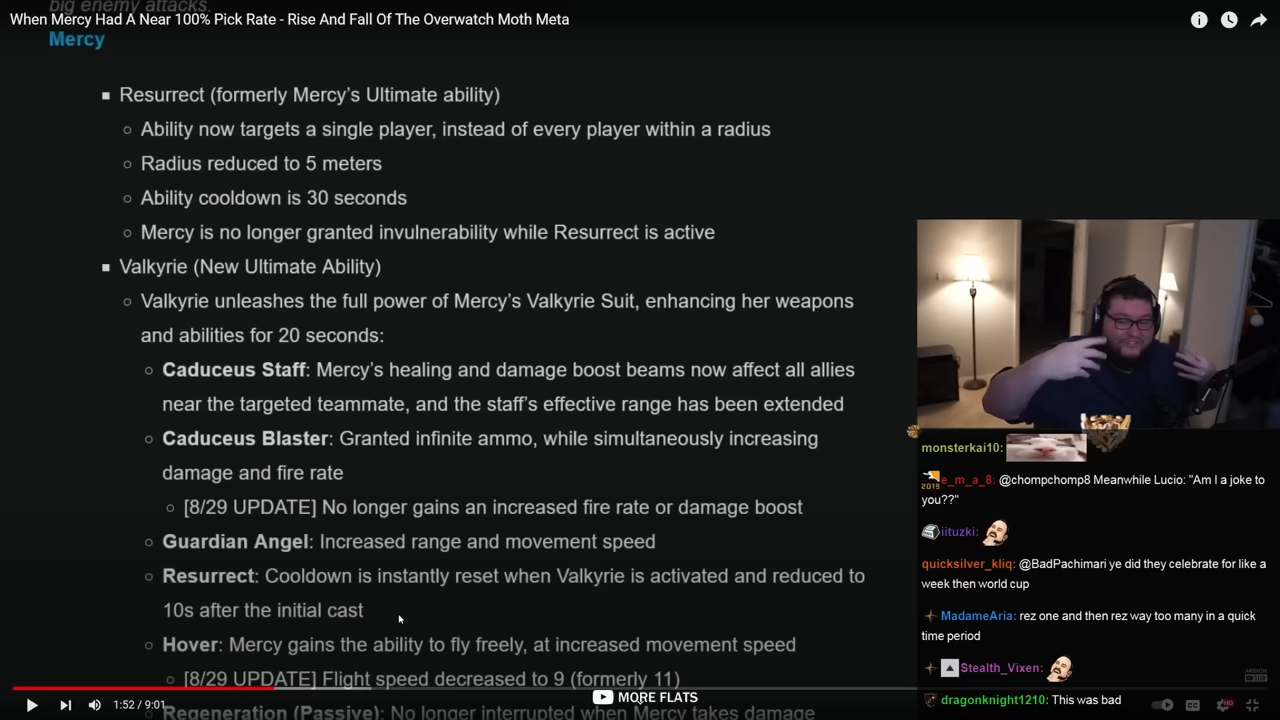 big enemy attacks.
When Mercy Had A Near 100% Pick Rate - Rise And Fall Of The Overwatch Moth Meta
Mercy
Resurrect (formerly Mercy's Ultimate ability)
Ability now targets a single player, instead of every player within a radius
Radius reduced to 5 meters
Ability cooldown is 30 seconds
Mercy is no longer granted invulnerability while Resurrect is active
Valkyrie (New Ultimate Ability)
Valkyrie unleashes the full power of Mercy's Valkyrie Suit, enhancing her weapons
and abilities for 20 seconds:
Caduceus Staff: Mercy's healing and damage boost beams now affect all allies
near the targeted teammate, and the staff's effective range has been extended
Caduceus Blaster: Granted infinite ammo, while simultaneously increasing
damage and fire rate
[8/29 UPDATE] No longer gains an increased fire rate or damage boost
Guardian Angel: Increased range and movement speed
Resurrect: Cooldown is instantly reset when Valkyrie is activated and reduced to
10s after the initial cast
Hover: Mercy gains the ability to fly freely, at increased movement speed
[8/29 UPDATE] Flight speed decreased to 9 (formerly 11)
Regeneration (Passive): No longer interrupted when Mercy takes damage
monsterkai10:
2019 e_m_a_8: @chompchomp8 Meanwhile Lucio: "Am I a joke to
you??"
iituzki:
quicksilver_kliq: @BadPachimari ye did they celebrate for like a
week then world cup
MadameAria: rez one and then rez way too many in a quick
time period
Stealth_Vixen:
dragonknight1210: This was bad
1:52 / 9:01
MORE FLATS
CC
HD